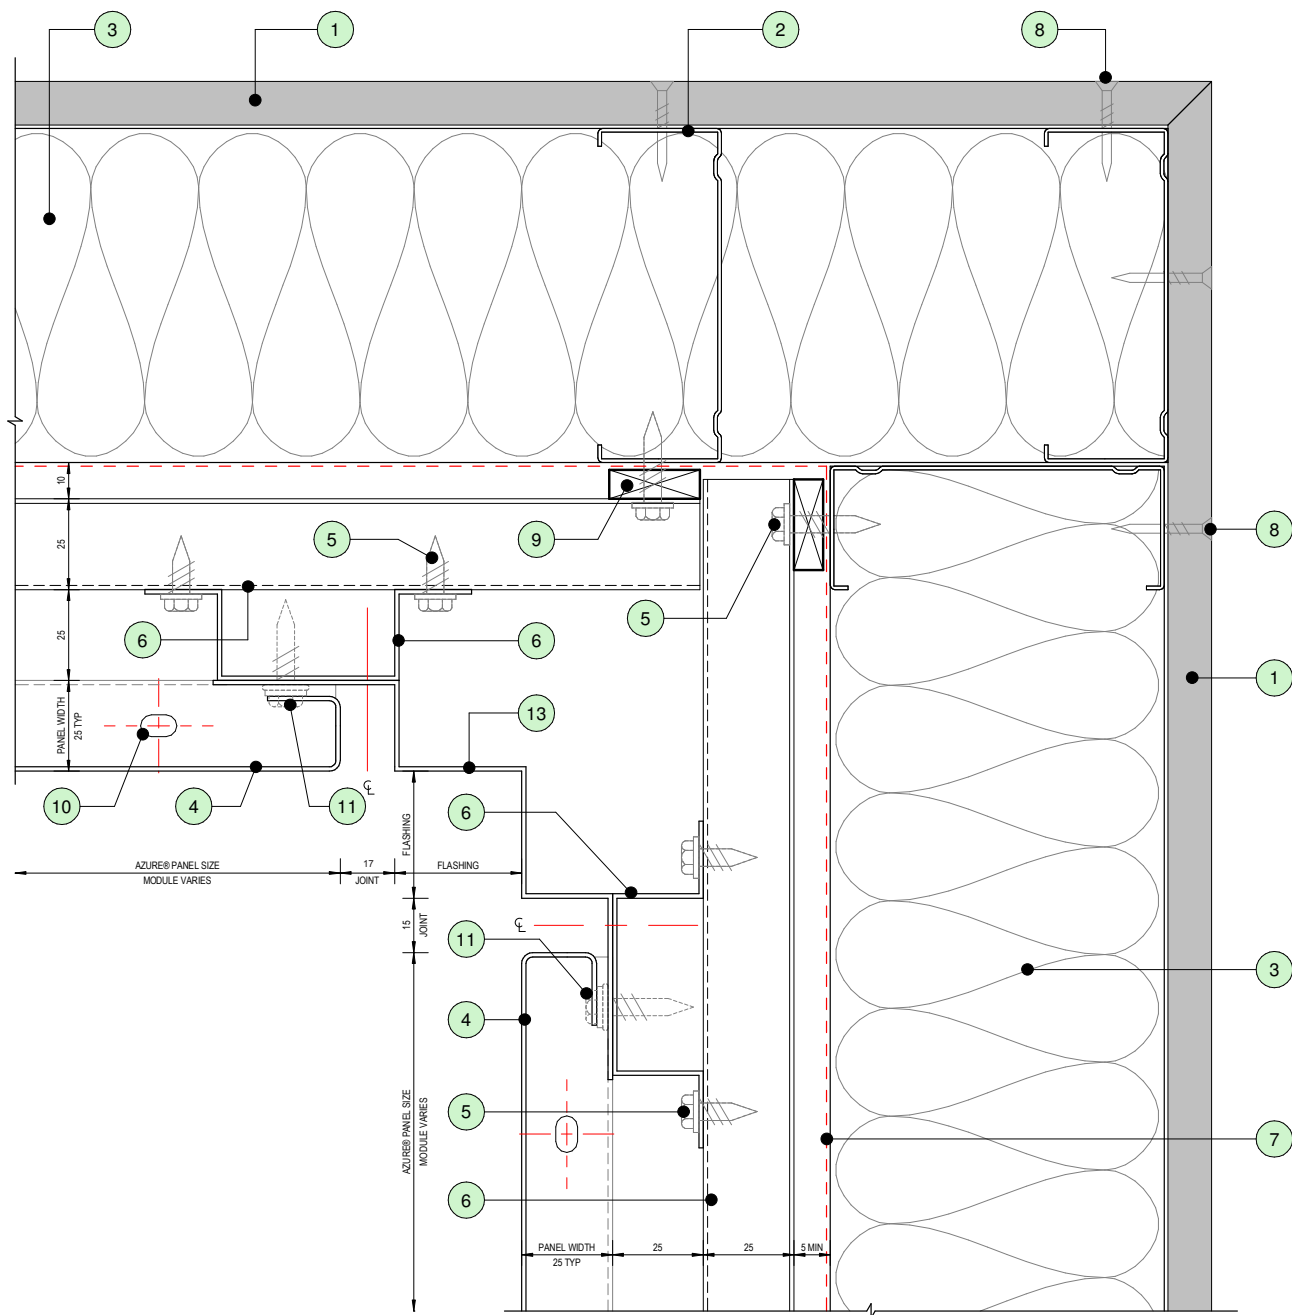 3
1
2
8
10
25
5
9
5
8
25
6
6
5
1
PANEL WIDTH
25 TYP
13
10
4
11
℄
6
FLASHING
AZURE® PANEL SIZE
MODULE VARIES
17
JOINT
FLASHING
15
JOINT
℄
11
3
4
AZURE® PANEL SIZE
MODULE VARIES
5
7
6
PANEL WIDTH
25 TYP
25
25
5 MIN